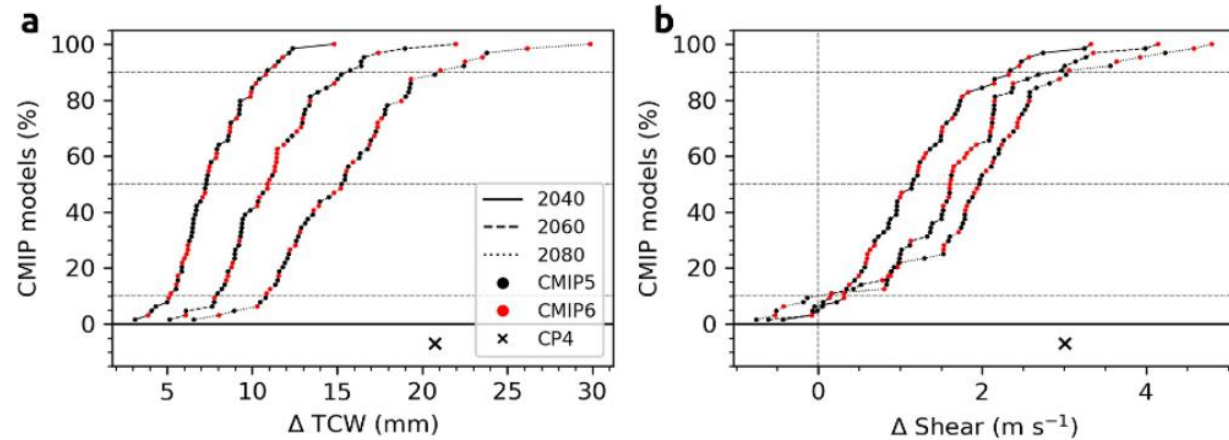 a
b
CMIP models (%)
100
80
60
40
20
0
2040
2060
2080
CMIP5
CMIP6
CP4
5 10 15 20 25 30
Δ TCW (mm)
CMIP models (%)
100
80
60
40
20
0
0 2 4
Δ Shear (m s⁻¹)